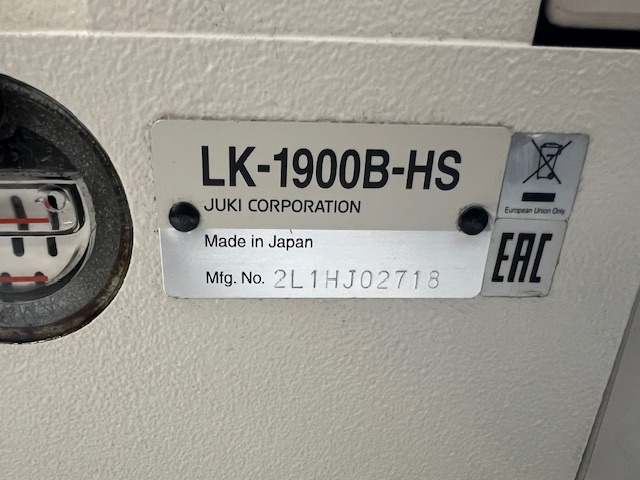 LK-1900B-HS
JUKI CORPORATION
Made in Japan
Mfg. No. 2L1HJ02718
European Union Only
EAC